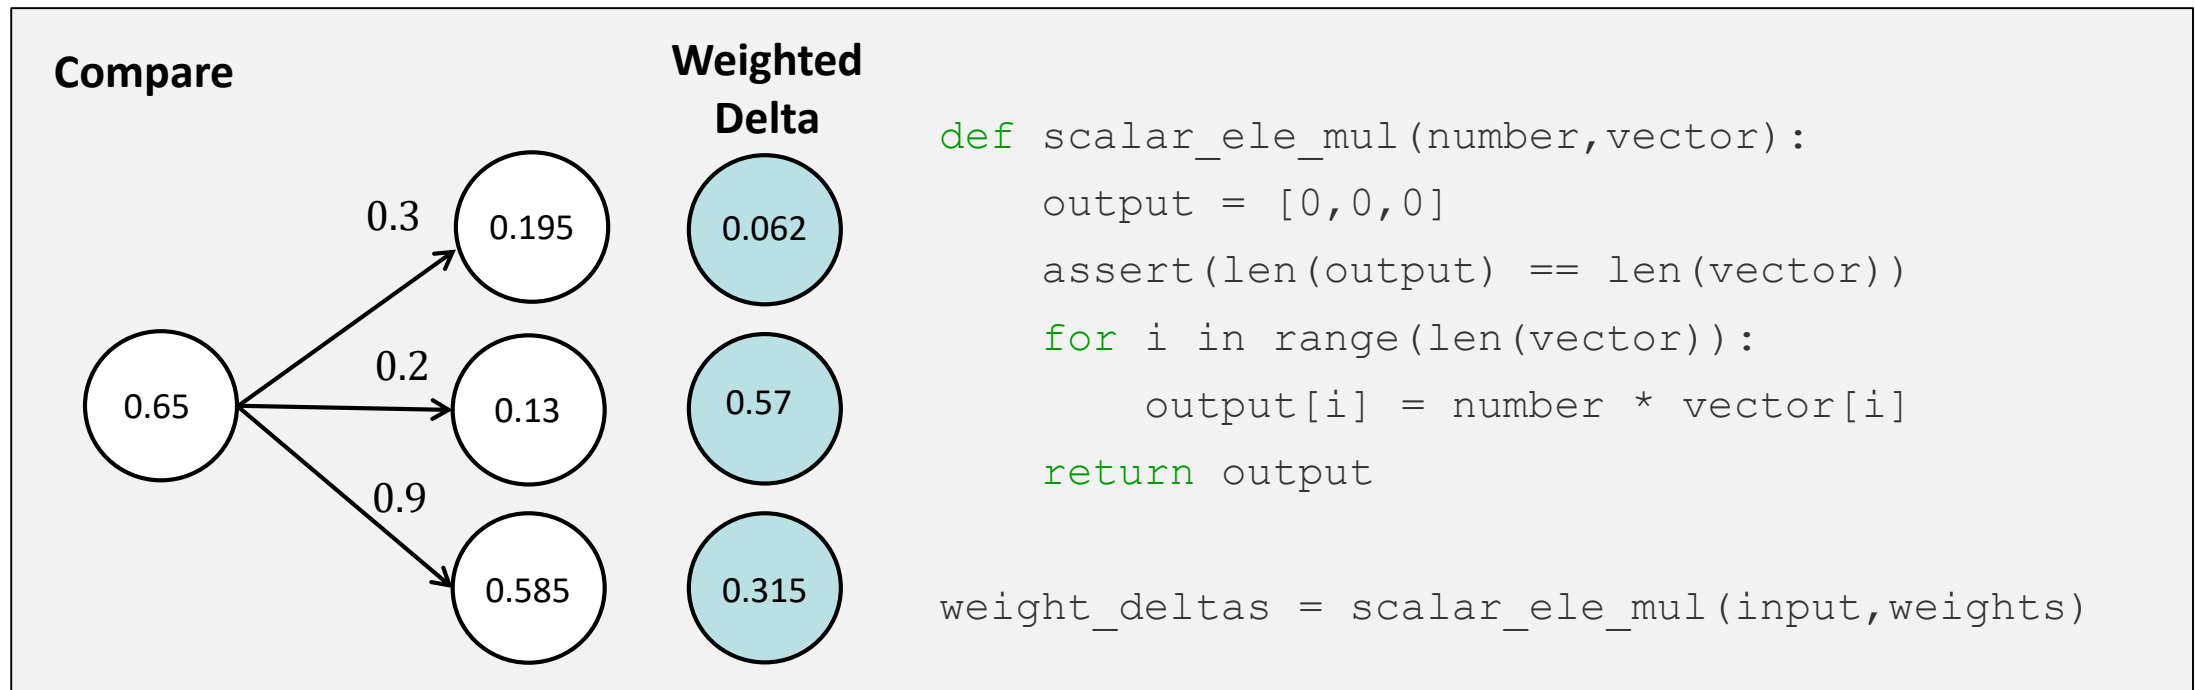 Compare
Weighted
Delta
0.3
0.195
0.062
0.65
0.2
0.13
0.57
0.9
0.585
0.315
def scalar_ele_mul(number,vector):
    output = [0,0,0]
    assert(len(output) == len(vector))
    for i in range(len(vector)):
        output[i] = number * vector[i]
    return output
weight_deltas = scalar_ele_mul(input,weights)